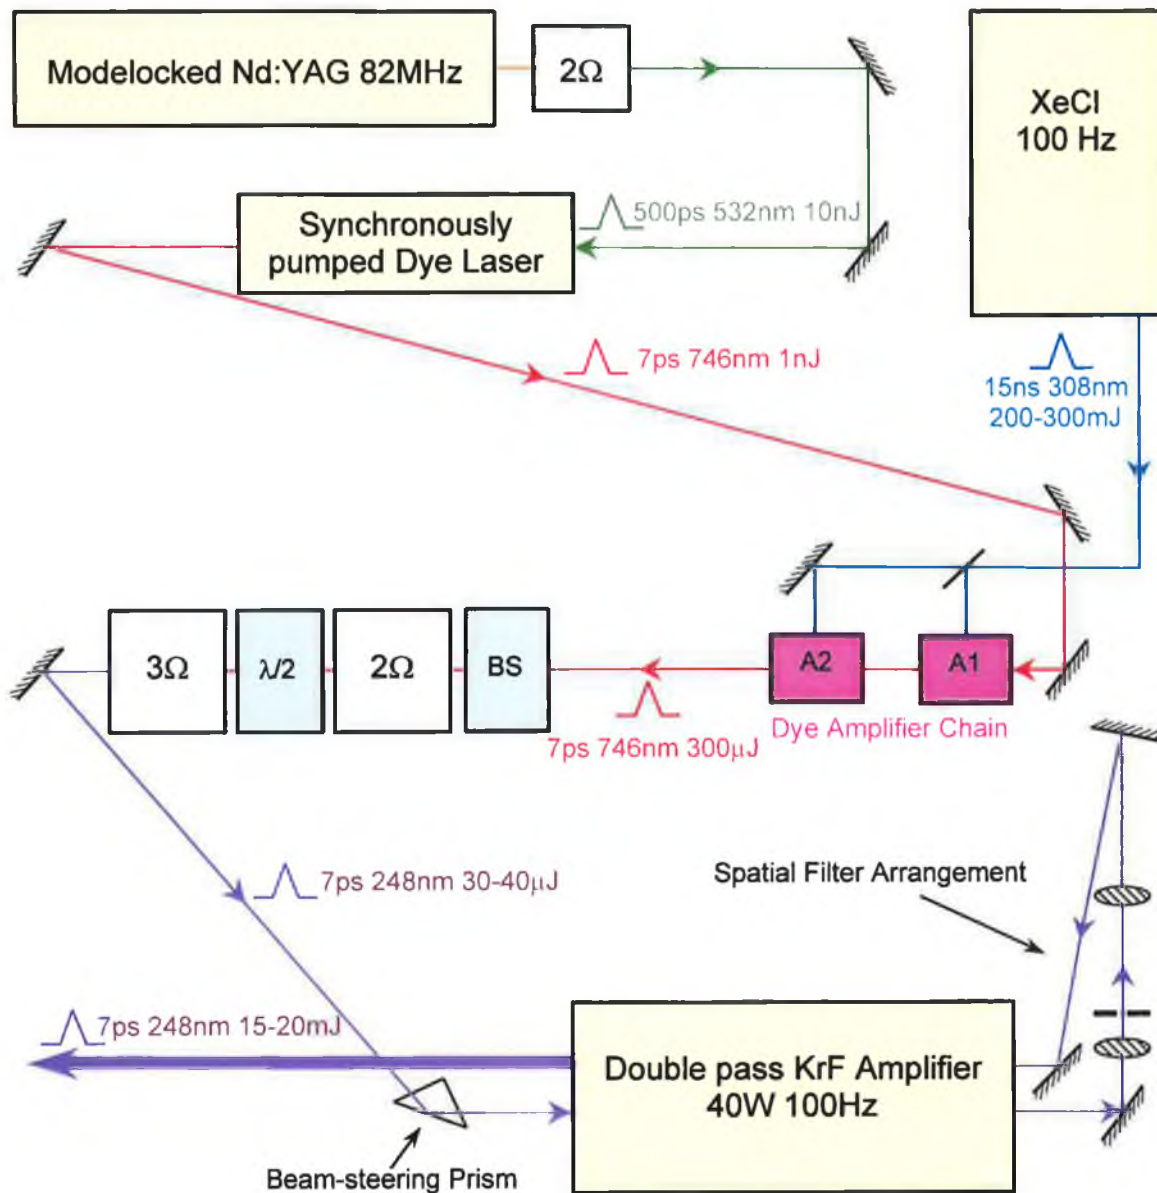 Modelocked Nd:YAG 82MHz
2Ω
XeCl
100 Hz
500ps 532nm 10nJ
Synchronously
pumped Dye Laser
7ps 746nm 1nJ
15ns 308nm
200-300mJ
3Ω
λ/2
2Ω
BS
A2
A1
Dye Amplifier Chain
7ps 746nm 300μJ
7ps 248nm 30-40μJ
Spatial Filter Arrangement
7ps 248nm 15-20mJ
Double pass KrF Amplifier
40W 100Hz
Beam-steering Prism